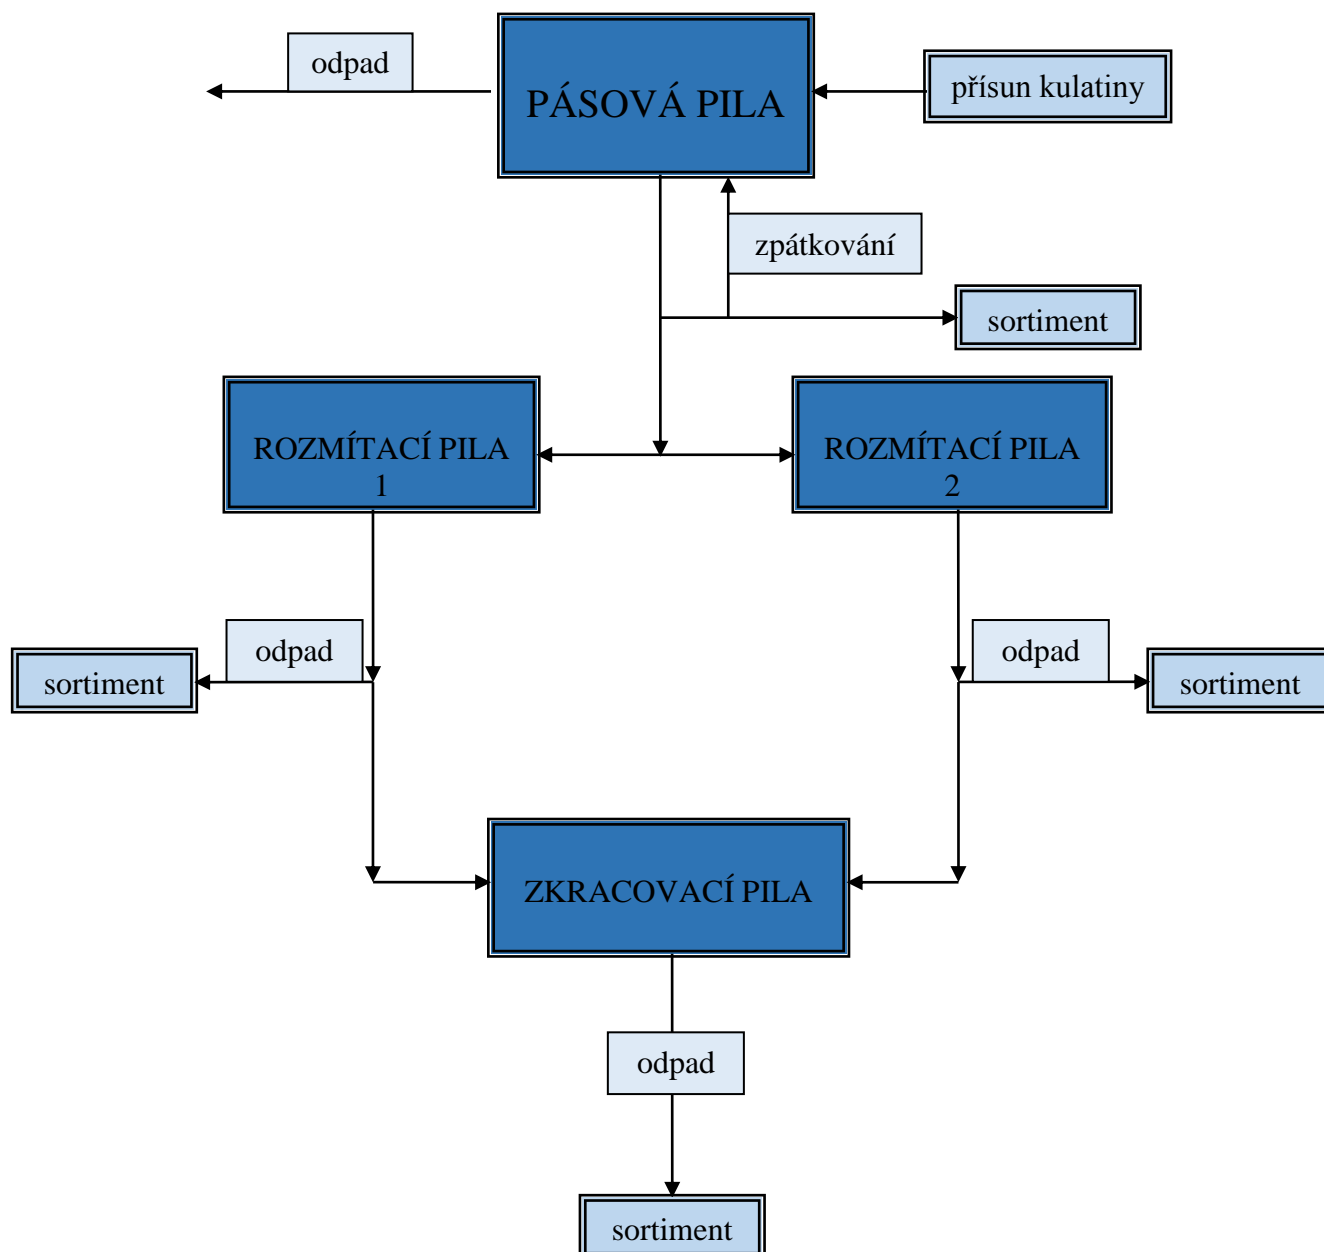 odpad
PÁSOVÁ PILA
přísun kulatiny
zpátkování
sortiment
ROZMÍTACÍ PILA
1
ROZMÍTACÍ PILA
2
odpad
sortiment
odpad
sortiment
ZKRACOVACÍ PILA
odpad
sortiment